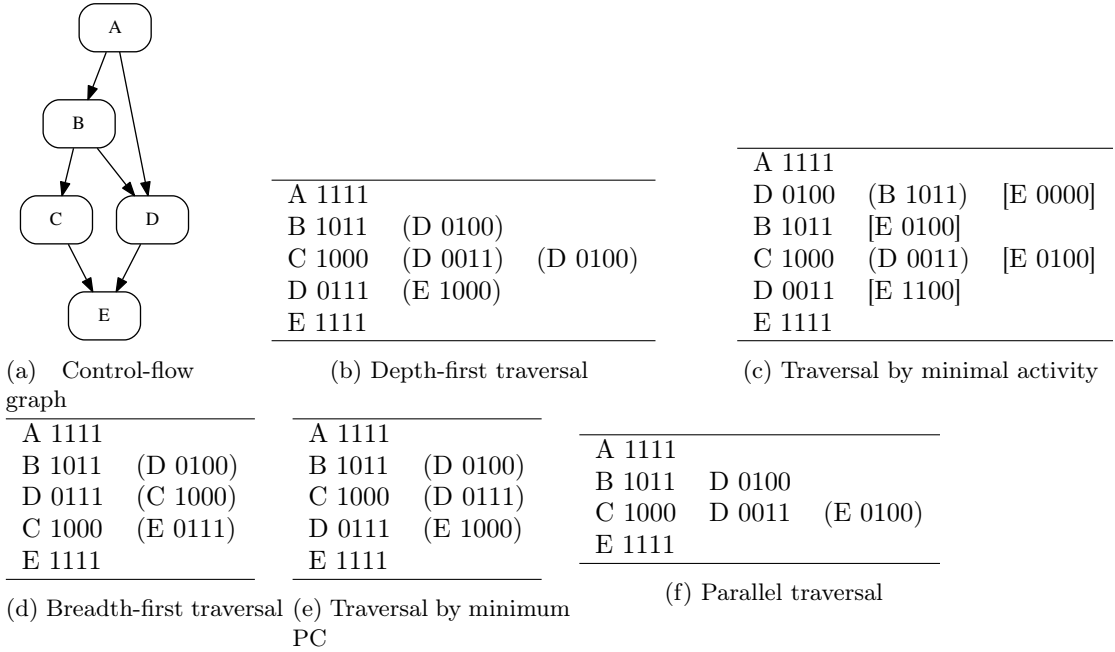 A
B
C
D
E
(a) Control-flow
graph
A 1111
B 1011 (D 0100)
C 1000 (D 0011) (D 0100)
D 0111 (E 1000)
E 1111
(b) Depth-first traversal
A 1111
D 0100 (B 1011) [E 0000]
B 1011 [E 0100]
C 1000 (D 0011) [E 0100]
D 0011 [E 1100]
E 1111
(c) Traversal by minimal activity
A 1111
B 1011 (D 0100)
D 0111 (C 1000)
C 1000 (E 0111)
E 1111
(d) Breadth-first traversal
A 1111
B 1011 (D 0100)
C 1000 (D 0111)
D 0111 (E 1000)
E 1111
(e) Traversal by minimum
PC
A 1111
B 1011 D 0100
C 1000 D 0011 (E 0100)
E 1111
(f) Parallel traversal